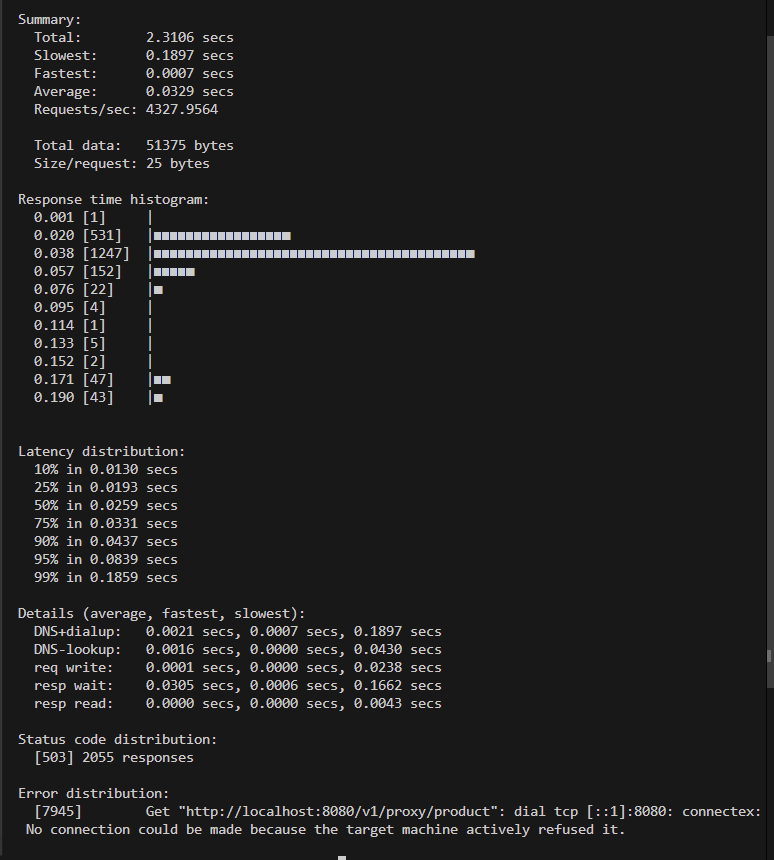 Summary:
Total: 2.3106 secs
Slowest: 0.1897 secs
Fastest: 0.0007 secs
Average: 0.0329 secs
Requests/sec: 4327.9564
Total data: 51375 bytes
Size/request: 25 bytes
Response time histogram:
0.001 [1] |
0.020 [531] |■■■■■■■■■■■■■■■■■
0.038 [1247] |■■■■■■■■■■■■■■■■■■■■■■■■■■■■■■■■■■■■■■■■
0.057 [152] |■■■■■
0.076 [22] |■
0.095 [4] |
0.114 [1] |
0.133 [5] |
0.152 [2] |
0.171 [47] |■■
0.190 [43] |■
Latency distribution:
10% in 0.0130 secs
25% in 0.0193 secs
50% in 0.0259 secs
75% in 0.0331 secs
90% in 0.0437 secs
95% in 0.0839 secs
99% in 0.1859 secs
Details (average, fastest, slowest):
DNS+dialup: 0.0021 secs, 0.0007 secs, 0.1897 secs
DNS-lookup: 0.0016 secs, 0.0000 secs, 0.0430 secs
req write: 0.0001 secs, 0.0000 secs, 0.0238 secs
resp wait: 0.0305 secs, 0.0006 secs, 0.1662 secs
resp read: 0.0000 secs, 0.0000 secs, 0.0043 secs
Status code distribution:
[503] 2055 responses
Error distribution:
[7945] Get "http://localhost:8080/v1/proxy/product": dial tcp [::1]:8080: connectex:
No connection could be made because the target machine actively refused it.